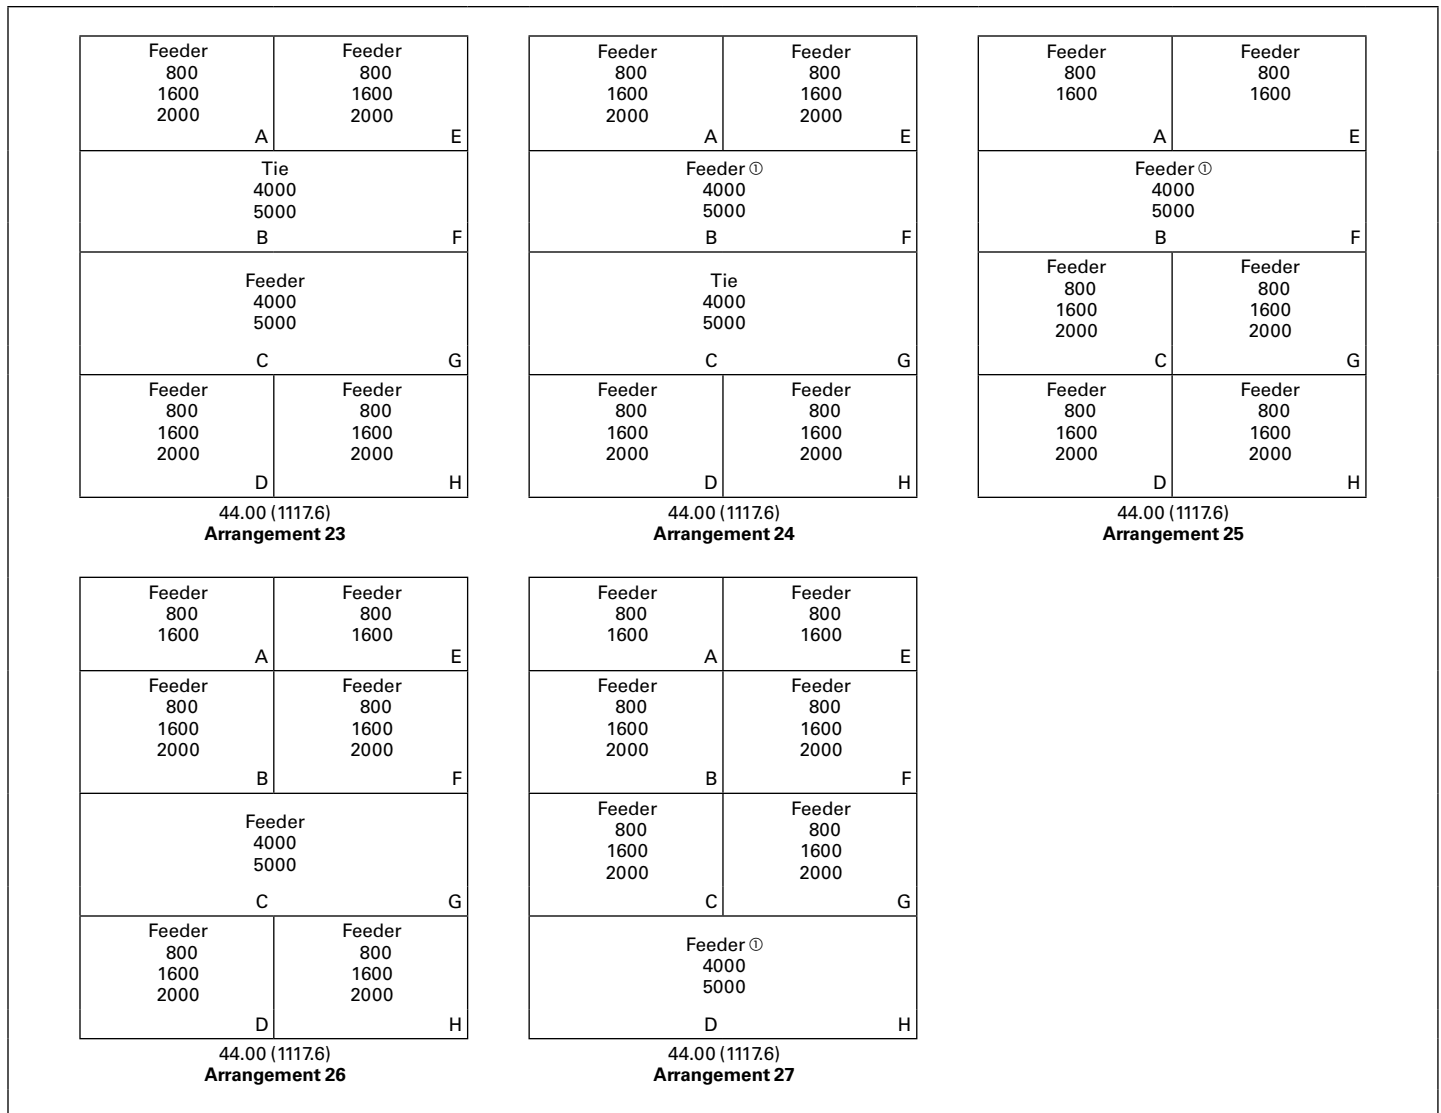 Feeder
800
1600
2000
A
Feeder
800
1600
2000
E
Tie
4000
5000
B F
Feeder
4000
5000
C G
Feeder
800
1600
2000
D
Feeder
800
1600
2000
H
44.00 (1117.6)
Arrangement 23
Feeder
800
1600
2000
A
Feeder
800
1600
2000
E
Feeder ①
4000
5000
B F
Tie
4000
5000
C G
Feeder
800
1600
2000
D
Feeder
800
1600
2000
H
44.00 (1117.6)
Arrangement 24
Feeder
800
1600
A
Feeder
800
1600
E
Feeder ①
4000
5000
B F
Feeder
800
1600
2000
C
Feeder
800
1600
2000
G
Feeder
800
1600
2000
D
Feeder
800
1600
2000
H
44.00 (1117.6)
Arrangement 25
Feeder
800
1600
A
Feeder
800
1600
E
Feeder
800
1600
2000
B
Feeder
800
1600
2000
F
Feeder
4000
5000
C G
Feeder
800
1600
2000
D
Feeder
800
1600
2000
H
44.00 (1117.6)
Arrangement 26
Feeder
800
1600
A
Feeder
800
1600
E
Feeder
800
1600
2000
B
Feeder
800
1600
2000
F
Feeder
800
1600
2000
C
Feeder
800
1600
2000
G
Feeder ①
4000
5000
D H
44.00 (1117.6)
Arrangement 27